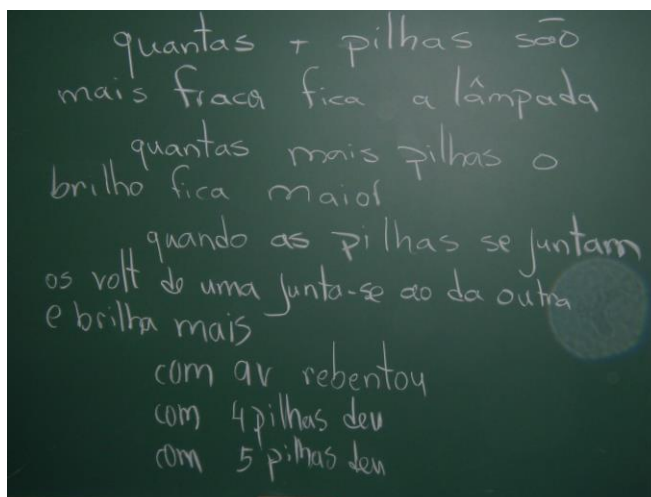 quantas + pilhas são
mais fraca fica a lâmpada
quantas mais pilhas o
brilho fica maior
quando as pilhas se juntam
os volt de uma junta-se ao da outra
e brilha mais
com 9V rebentou
com 4 pilhas deu
com 5 pilhas deu